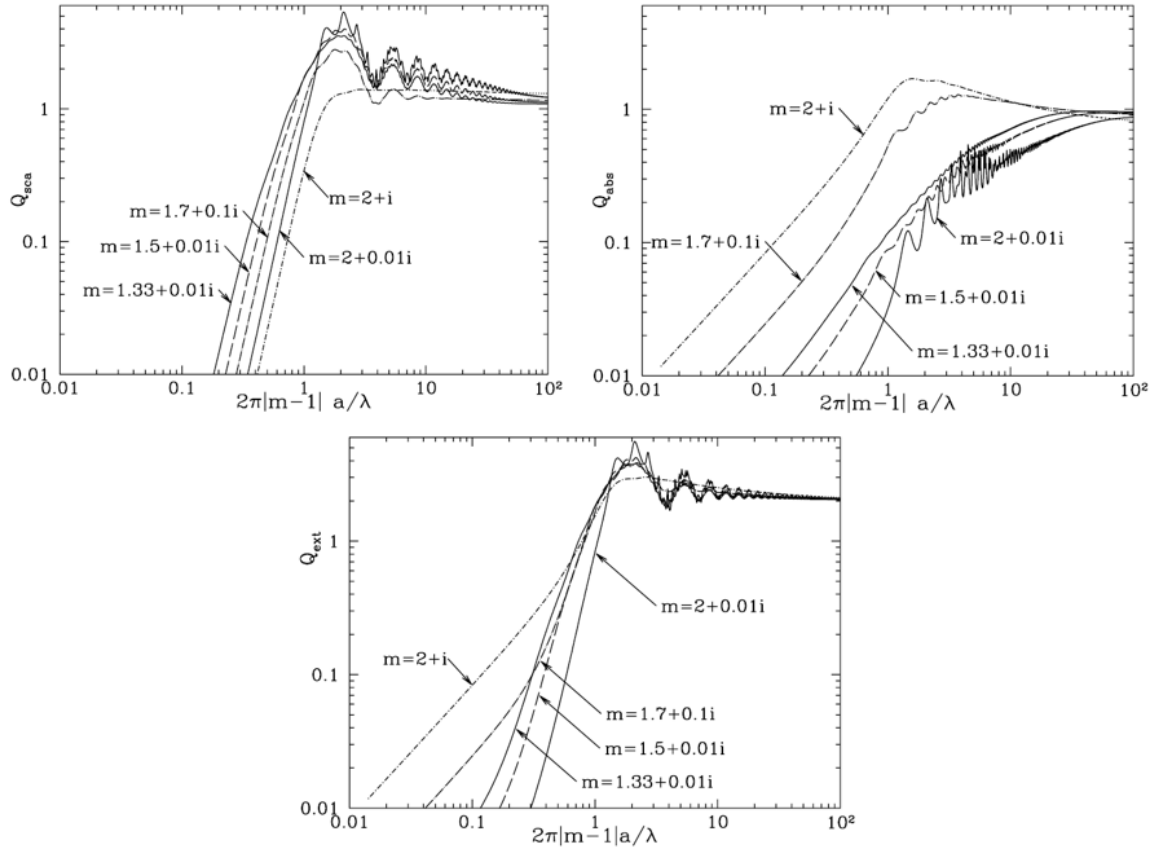 Q_sca
1
0.1
0.01
m=2+i
m=1.7+0.1i
m=1.5+0.01i
m=2+0.01i
m=1.33+0.01i
0.01 0.1 1 10 10²
2π|m-1| a/λ
Q_abs
1
0.1
0.01
m=2+i
m=1.7+0.1i
m=2+0.01i
m=1.5+0.01i
m=1.33+0.01i
0.01 0.1 1 10 10²
2π|m-1| a/λ
Q_ext
1
0.1
0.01
m=2+0.01i
m=2+i
m=1.7+0.1i
m=1.5+0.01i
m=1.33+0.01i
0.01 0.1 1 10 10²
2π|m-1|a/λ